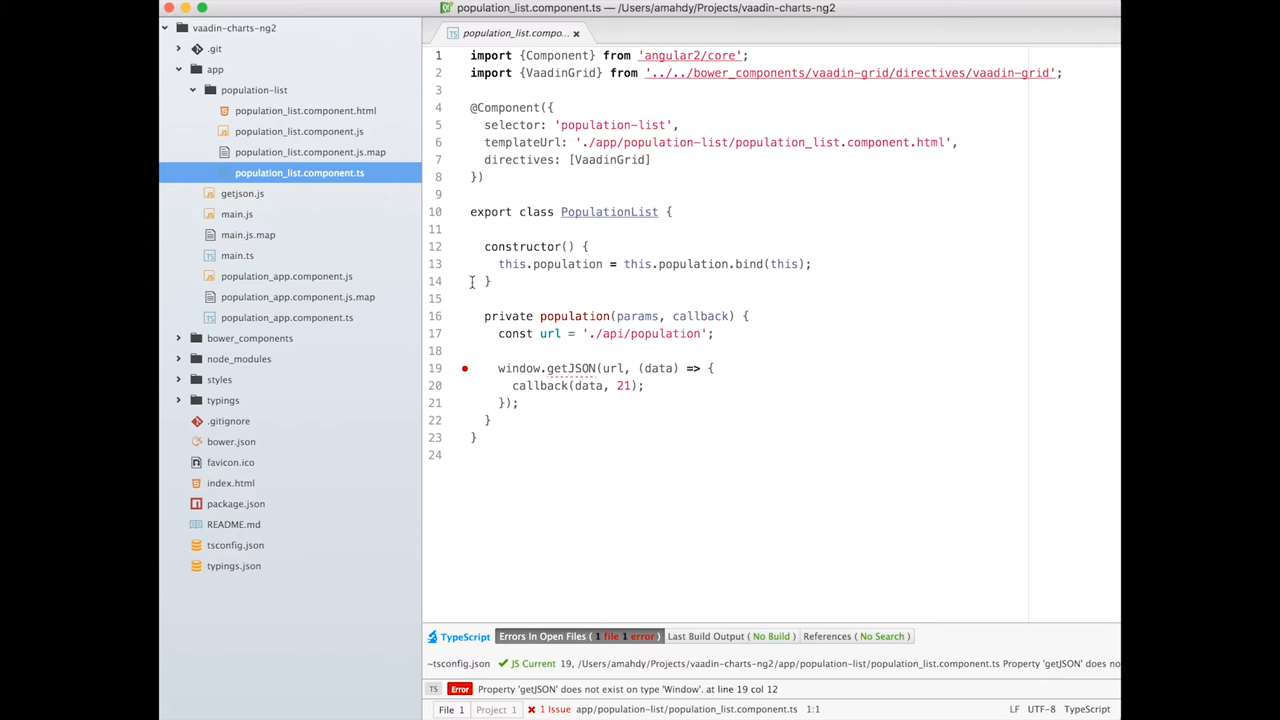 population_list.component.ts — /Users/amahdy/Projects/vaadin-charts-ng2
vaadin-charts-ng2
.git
app
population-list
population_list.component.html
population_list.component.js
population_list.component.js.map
population_list.component.ts
getjson.js
main.js
main.js.map
main.ts
population_app.component.js
population_app.component.js.map
population_app.component.ts
bower_components
node_modules
styles
typings
.gitignore
bower.json
favicon.ico
index.html
package.json
README.md
tsconfig.json
typings.json
TS population_list.compo... ×
1 import {Component} from 'angular2/core';
2 import {VaadinGrid} from '../../bower_components/vaadin-grid/directives/vaadin-grid';
3
4 @Component({
5 selector: 'population-list',
6 templateUrl: './app/population-list/population_list.component.html',
7 directives: [VaadinGrid]
8 })
9
10 export class PopulationList {
11
12 constructor() {
13 this.population = this.population.bind(this);
14 }
15
16 private population(params, callback) {
17 const url = './api/population';
18
19 window.getJSON(url, (data) => {
20 callback(data, 21);
21 });
22 }
23 }
24
TypeScript Errors In Open Files ( 1 file 1 error ) Last Build Output ( No Build ) References ( No Search )
~tsconfig.json ✓ JS Current 19, /Users/amahdy/Projects/vaadin-charts-ng2/app/population-list/population_list.component.ts Property 'getJSON' does no
TS Error Property 'getJSON' does not exist on type 'Window'. at line 19 col 12
File 1 Project 1 ✗ 1 Issue app/population-list/population_list.component.ts 1:1 LF UTF-8 TypeScript